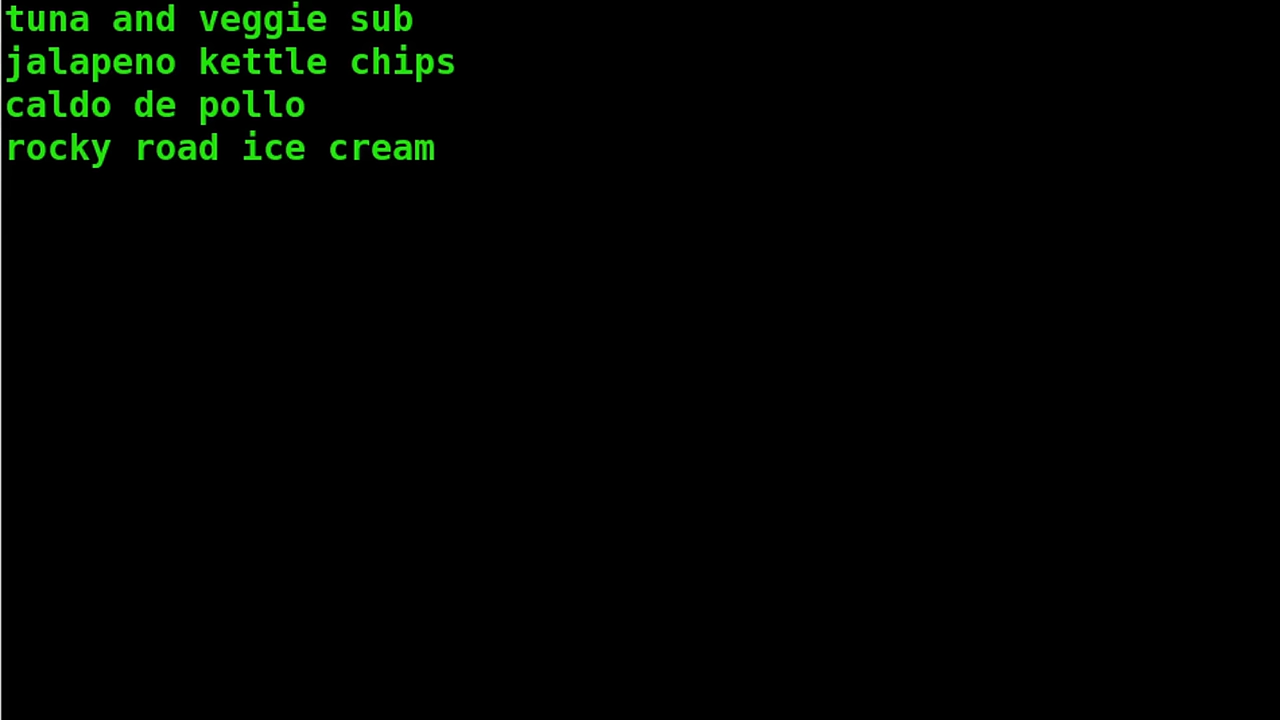 tuna and veggie sub
jalapeno kettle chips
caldo de pollo
rocky road ice cream